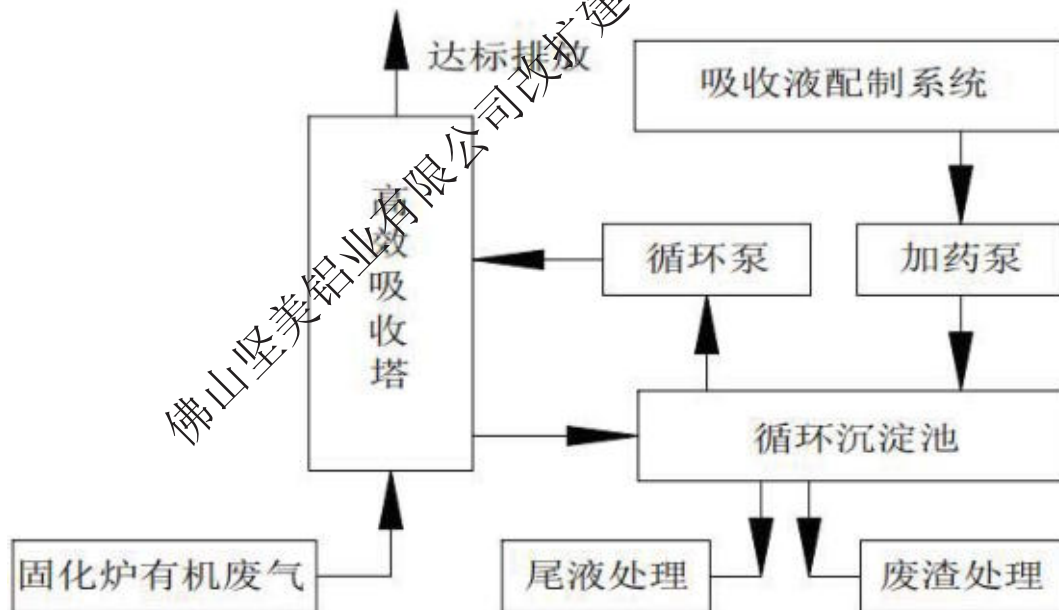 达标排放
吸收液配制系统
高效吸收塔
循环泵
加药泵
循环沉淀池
固化炉有机废气
尾液处理
废渣处理
佛山坚美铝业有限公司改扩建